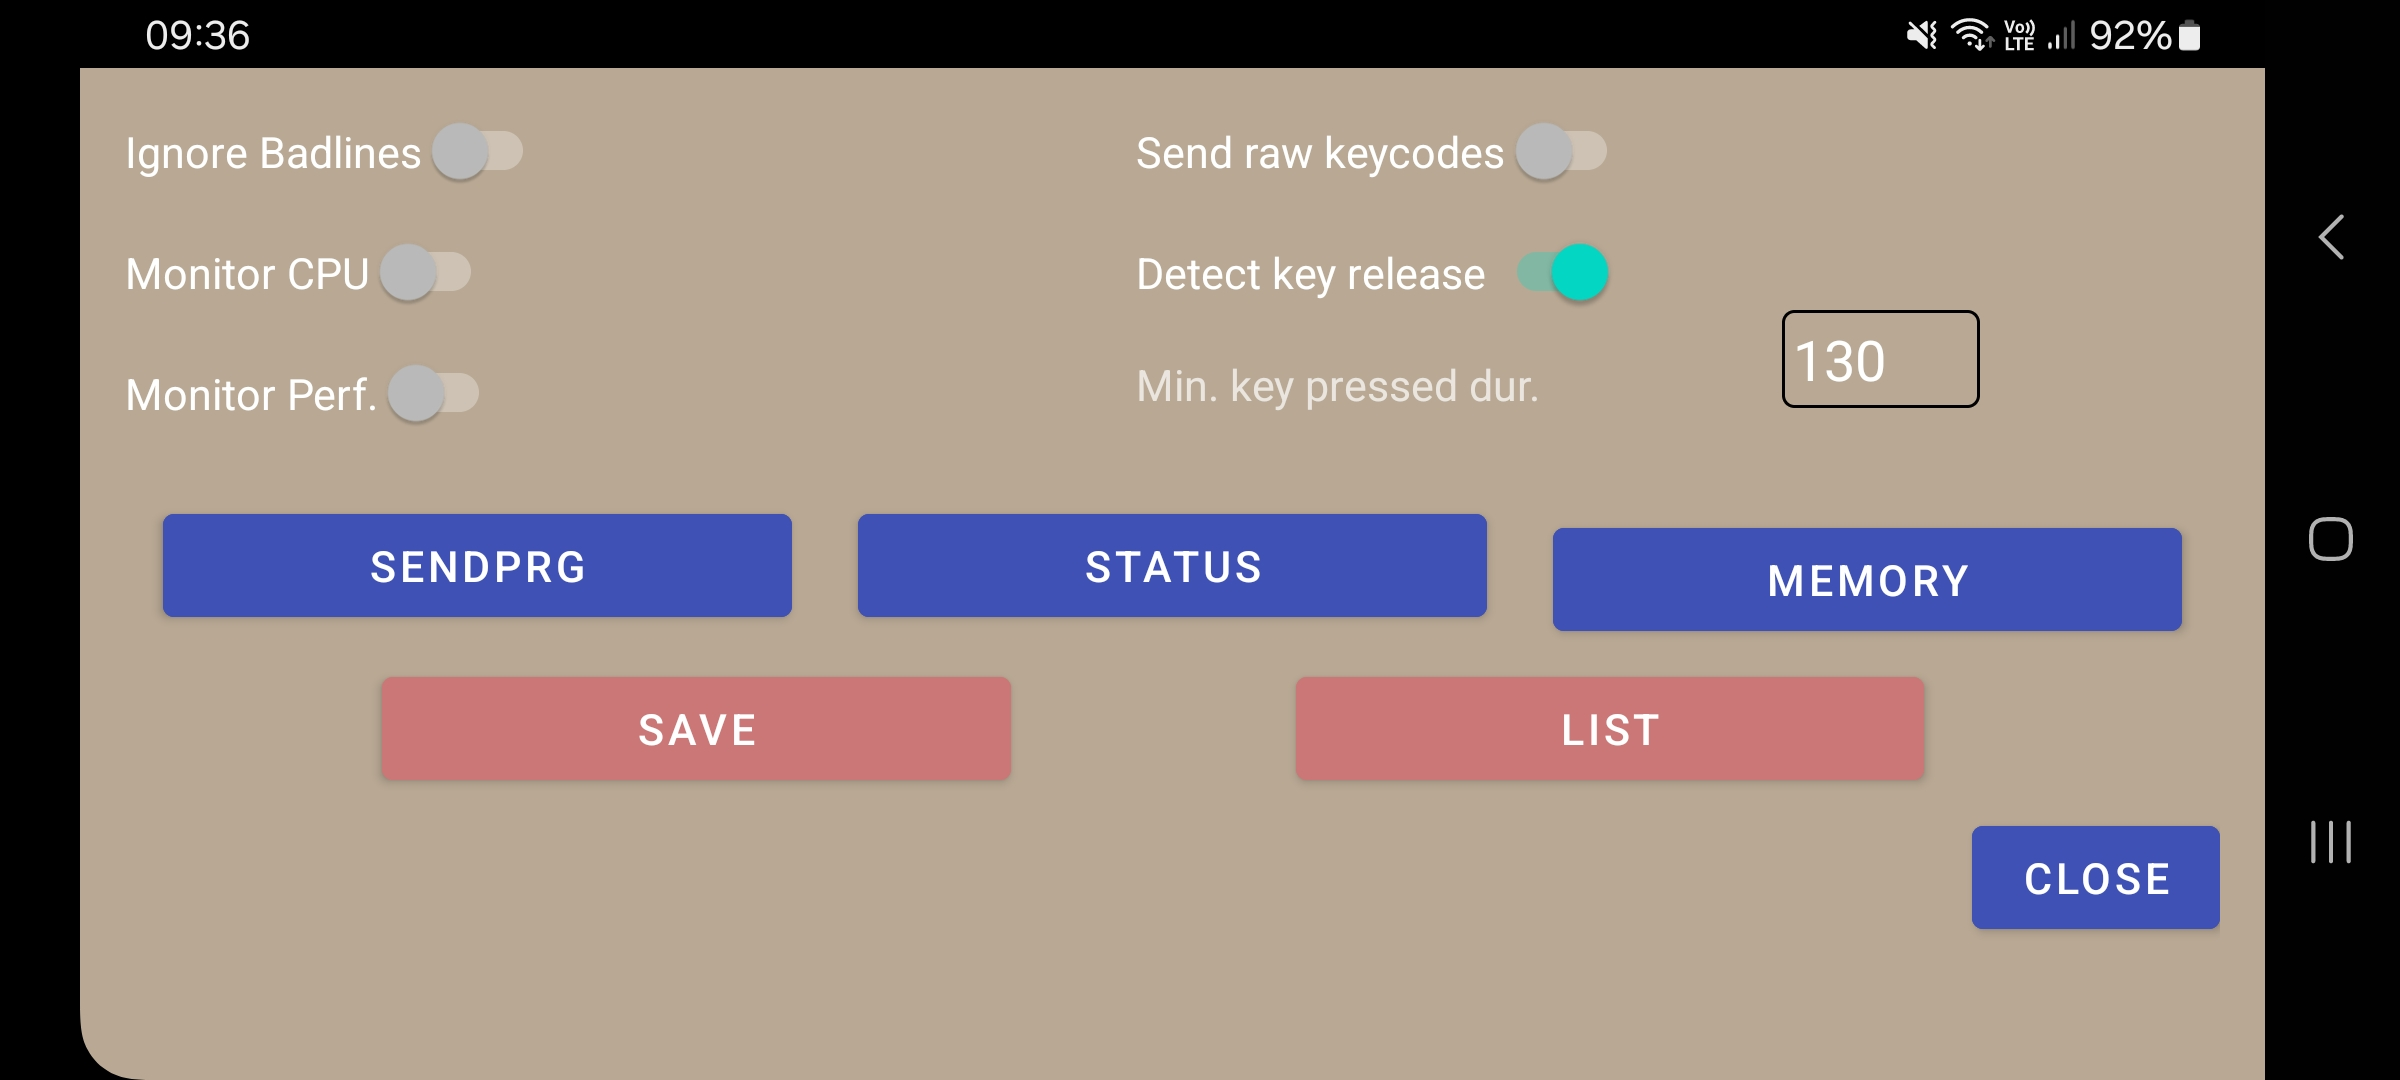 09:36
Vo)) LTE 92%
Ignore Badlines
Send raw keycodes
Monitor CPU
Detect key release
Monitor Perf.
Min. key pressed dur.
130
SENDPRG
STATUS
MEMORY
SAVE
LIST
CLOSE